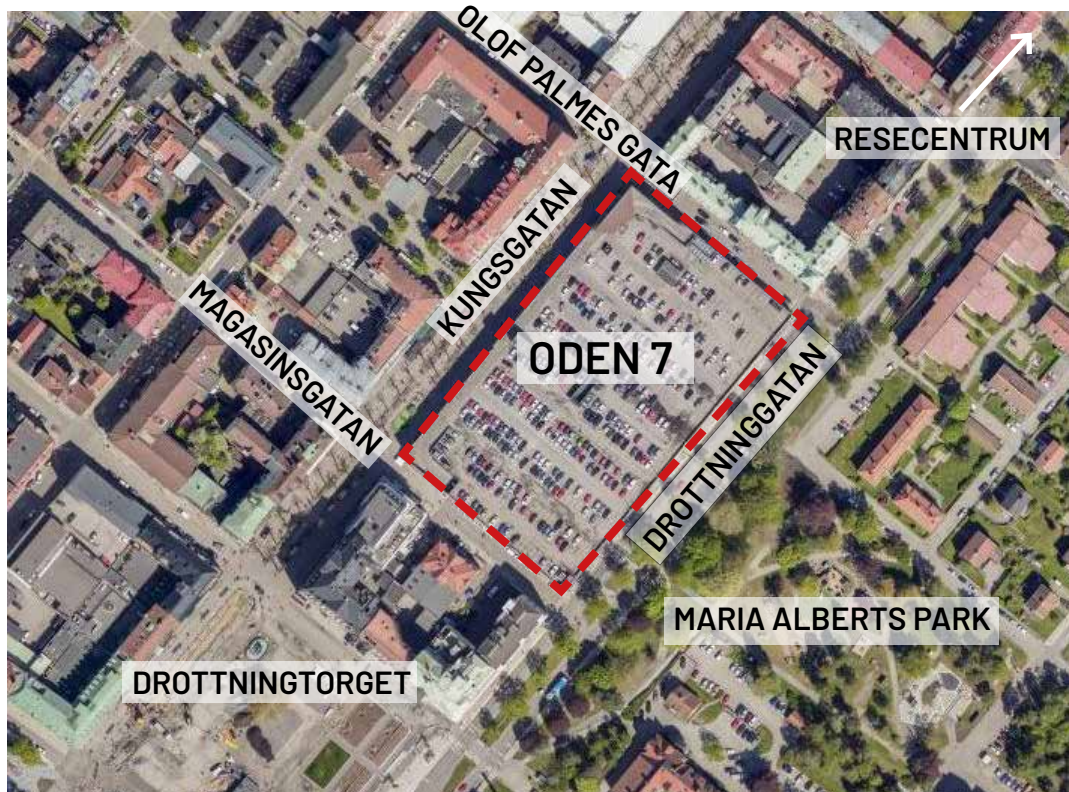 OLOF PALMES GATA
RESECENTRUM
KUNGSGATAN
MAGASINSGATAN
ODEN 7
DROTTNINGGATAN
MARIA ALBERTS PARK
DROTTNINGTORGET